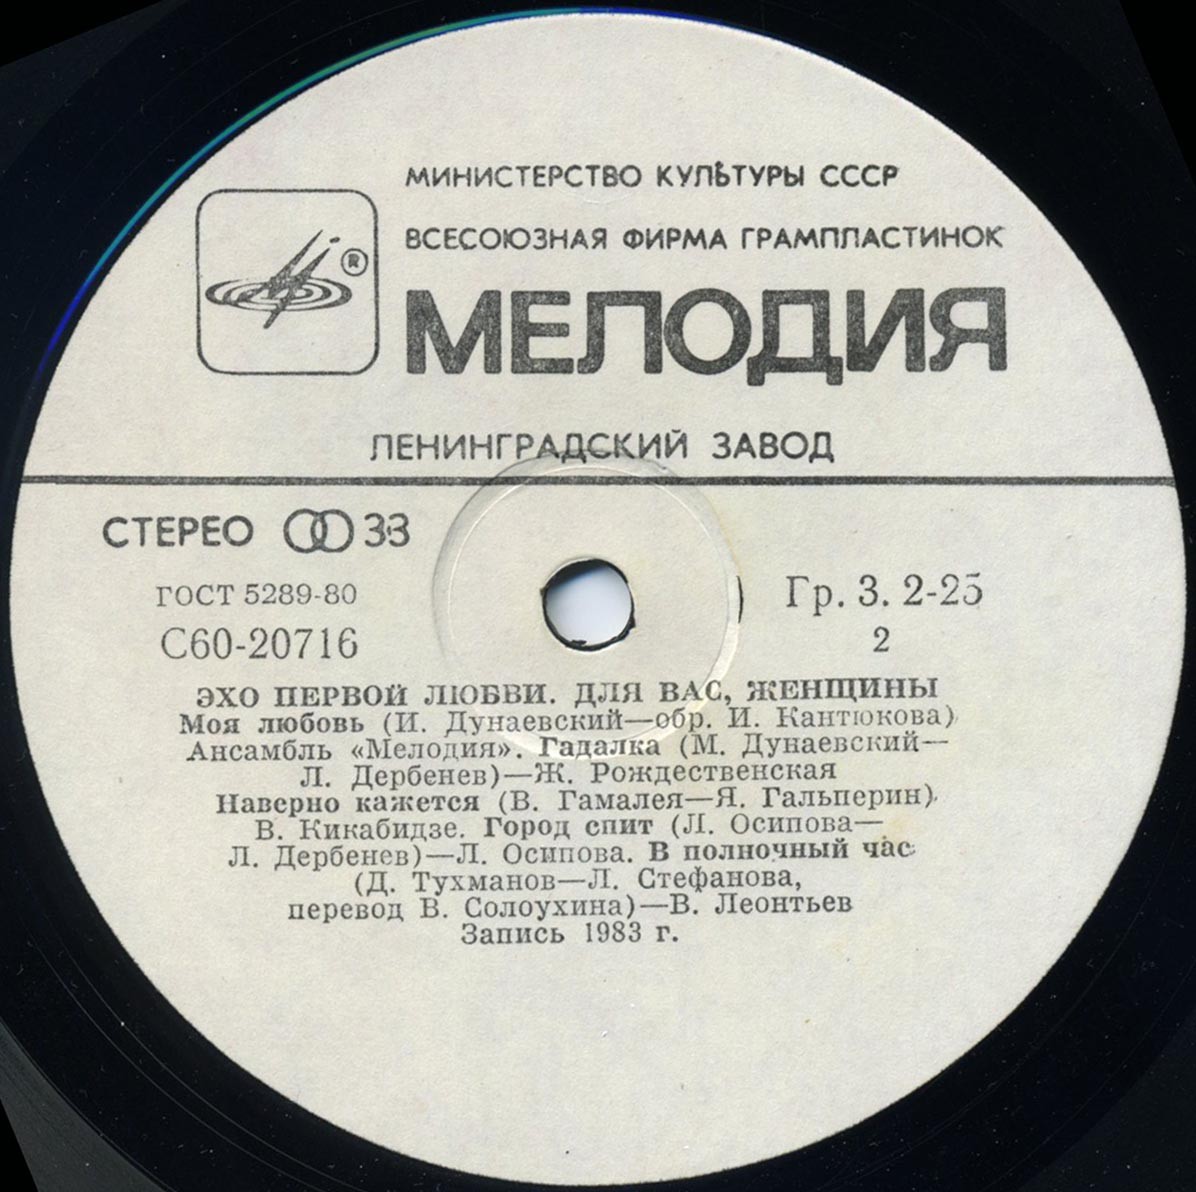 МИНИСТЕРСТВО КУЛЬТУРЫ СССР
ВСЕСОЮЗНАЯ ФИРМА ГРАМПЛАСТИНОК
®
МЕЛОДИЯ
ЛЕНИНГРАДСКИЙ ЗАВОД
СТЕРЕО 33
ГОСТ 5289-80
Гр. 3. 2-25
С60-20716
2
ЭХО ПЕРВОЙ ЛЮБВИ. ДЛЯ ВАС, ЖЕНЩИНЫ
Моя любовь (И. Дунаевский—обр. И. Кантюкова)
Ансамбль «Мелодия». Гадалка (М. Дунаевский—
Л. Дербенев)—Ж. Рождественская
Наверно кажется (В. Гамалея—Я. Гальперин)
В. Кикабидзе. Город спит (Л. Осипова—
Л. Дербенев)—Л. Осипова. В полночный час
(Д. Тухманов—Л. Стефанова,
перевод В. Солоухина)—В. Леонтьев
Запись 1983 г.